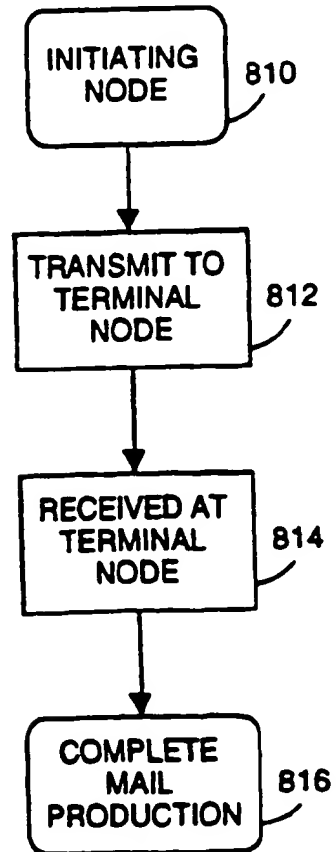 INITIATING
NODE
810
TRANSMIT TO
TERMINAL
NODE
812
RECEIVED AT
TERMINAL
NODE
814
COMPLETE
MAIL
PRODUCTION
816